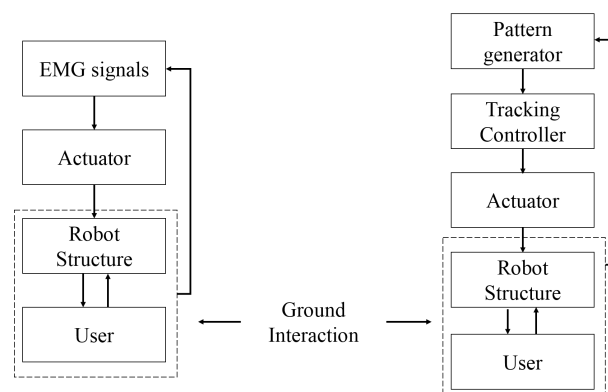 EMG signals
Actuator
Robot
Structure
User
Ground
Interaction
Pattern
generator
Tracking
Controller
Actuator
Robot
Structure
User